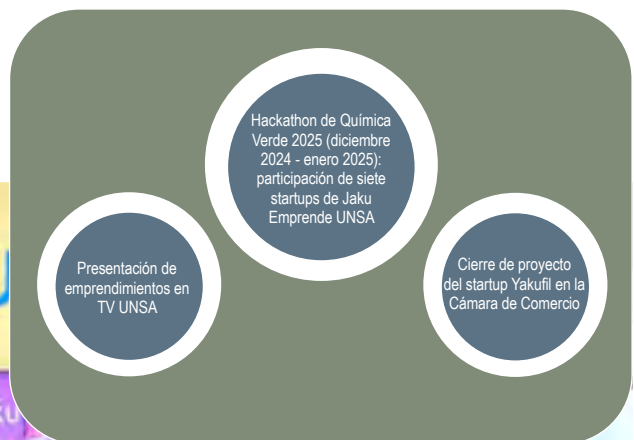 Hackathon de Química
Verde 2025 (diciembre
2024 - enero 2025):
participación de siete
startups de Jaku
Emprende UNSA
Presentación de
emprendimientos en
TV UNSA
Cierre de proyecto
del startup Yakufil en la
Cámara de Comercio